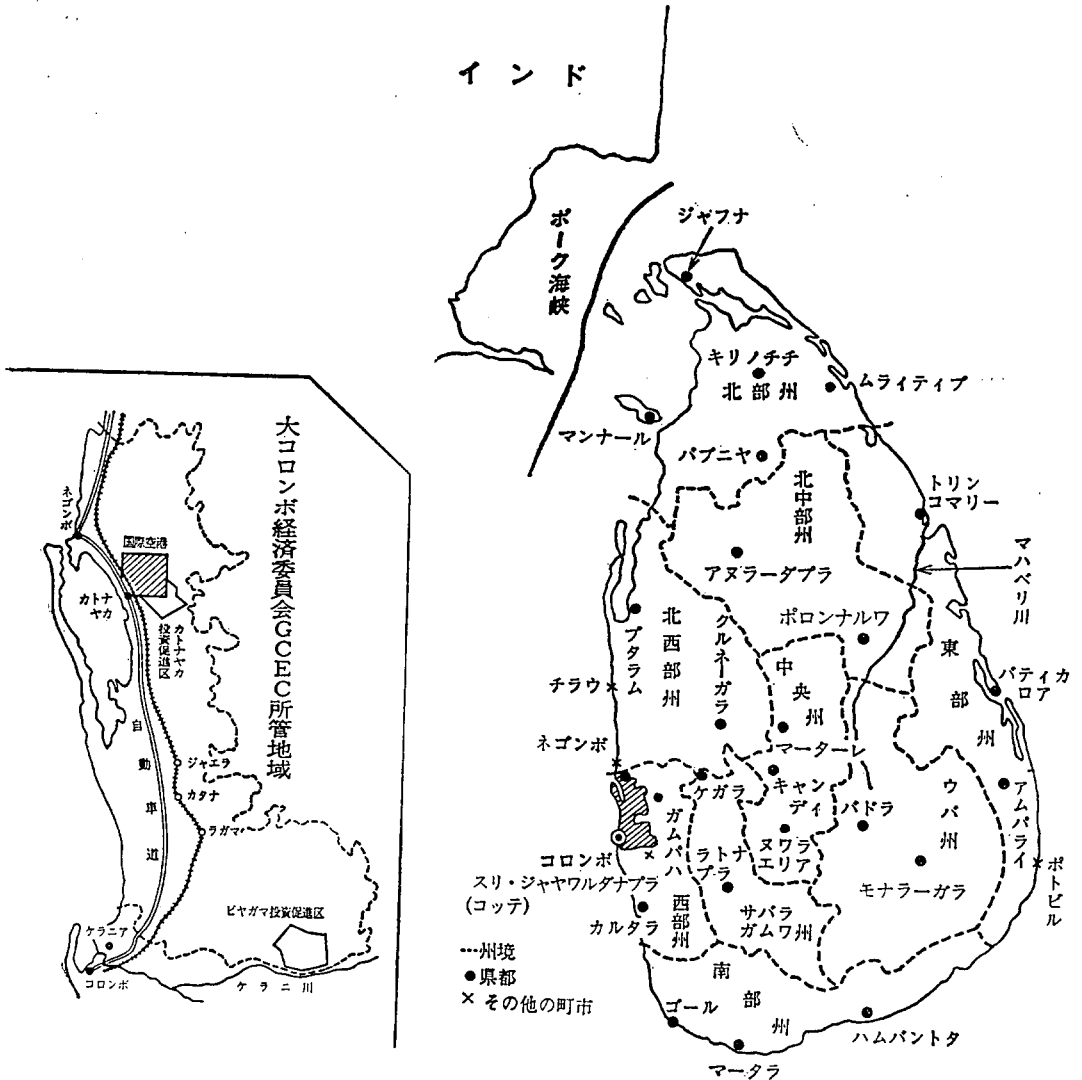 インド
ポーク海峡
ジャフナ
キリノチチ
北部州
ムライティブ
マンナール
バブニヤ
北中部州
トリン
コマリー
アヌラーダプラ
マハベリ川
ポロンナルワ
プタラム
北西部州
クルネーガラ
中央州
東部州
バティカ
ロア
チラウ
ネゴンボ
マーターレ
ケガラ
キャン
ディ
バドラ
ウバ州
アムパライ
ガムパハ
ラトナ
プラ
ヌワラ
エリア
コロンボ
スリ・ジャヤワルダナプラ
(コッテ)
モナラーガラ
ポトビル
カルタラ
西部州
サバラ
ガムワ州
南部州
ゴール
マータラ
ハムバントタ
州境
県都
その他の町市
大コロンボ経済委員会GCEC所管地域
ネゴンボ
国際空港
カトナ
ヤカ
カトナヤカ
投資促進区
自動車道
ジャエラ
カタナ
ラガマ
ビヤガマ投資促進区
ケラニア
コロンボ
ケラニ川